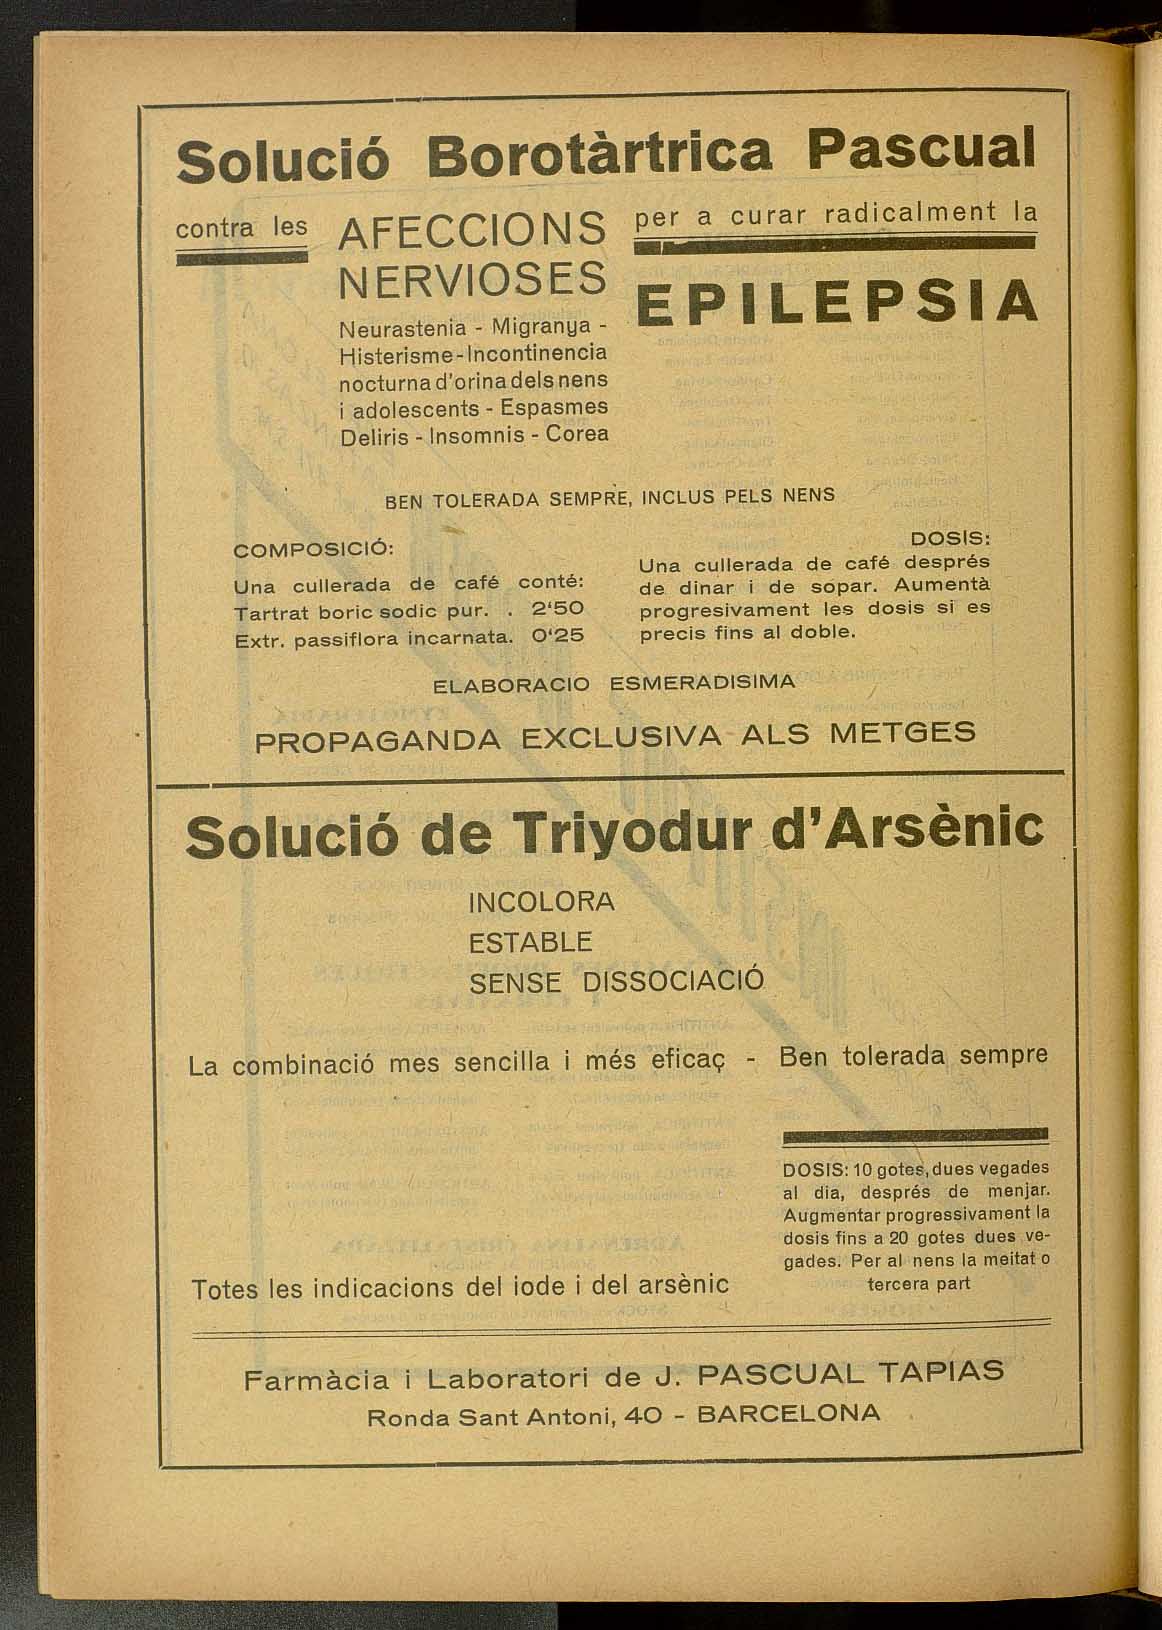 Solució Borotàrtrica Pascual
contra les
AFECCIONS
NERVIOSES
Neurastenia - Migranya -
Histerisme - Incontinencia
nocturna d'orina dels nens
i adolescents - Espasmes
Deliris - Insomnis - Corea
per a curar radicalment la
EPILEPSIA
BEN TOLERADA SEMPRE, INCLUS PELS NENS
COMPOSICIÓ:
Una cullerada de café conté:
Tartrat boric sodic pur. . 2'50
Extr. passiflora incarnata. 0'25
DOSIS:
Una cullerada de café després
de dinar i de sopar. Aumentà
progresivament les dosis si es
precis fins al doble.
ELABORACIO ESMERADISIMA
PROPAGANDA EXCLUSIVA ALS METGES
Solució de Triyodur d'Arsènic
INCOLORA
ESTABLE
SENSE DISSOCIACIÓ
La combinació mes sencilla i més eficaç - Ben tolerada sempre
DOSIS: 10 gotes, dues vegades
al dia, després de menjar.
Augmentar progressivament la
dosis fins a 20 gotes dues ve-
gades. Per al nens la meitat o
tercera part
Totes les indicacions del iode i del arsènic
Farmàcia i Laboratori de J. PASCUAL TAPIAS
Ronda Sant Antoni, 40 - BARCELONA